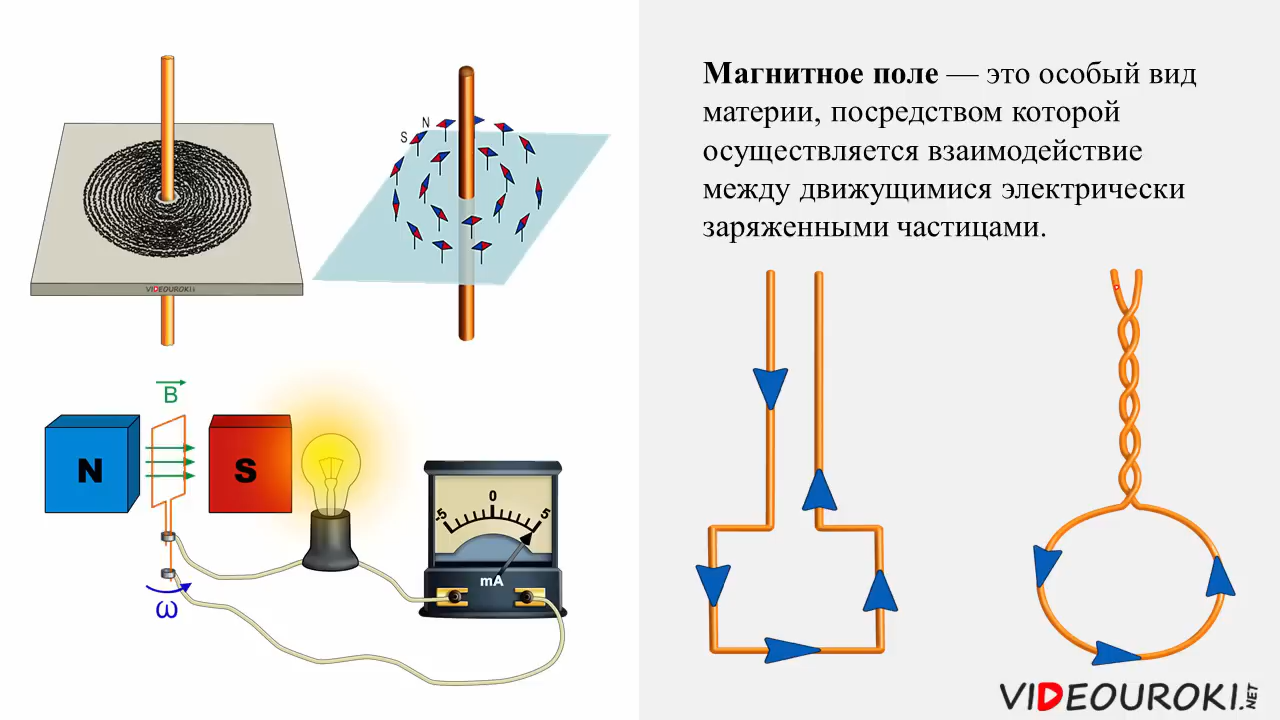 Магнитное поле — это особый вид
материи, посредством которой
осуществляется взаимодействие
между движущимися электрически
заряженными частицами.
N
S
VIDEOUROKI
B
N
S
-5
0
5
mA
ω
VIDEOUROKI.NET